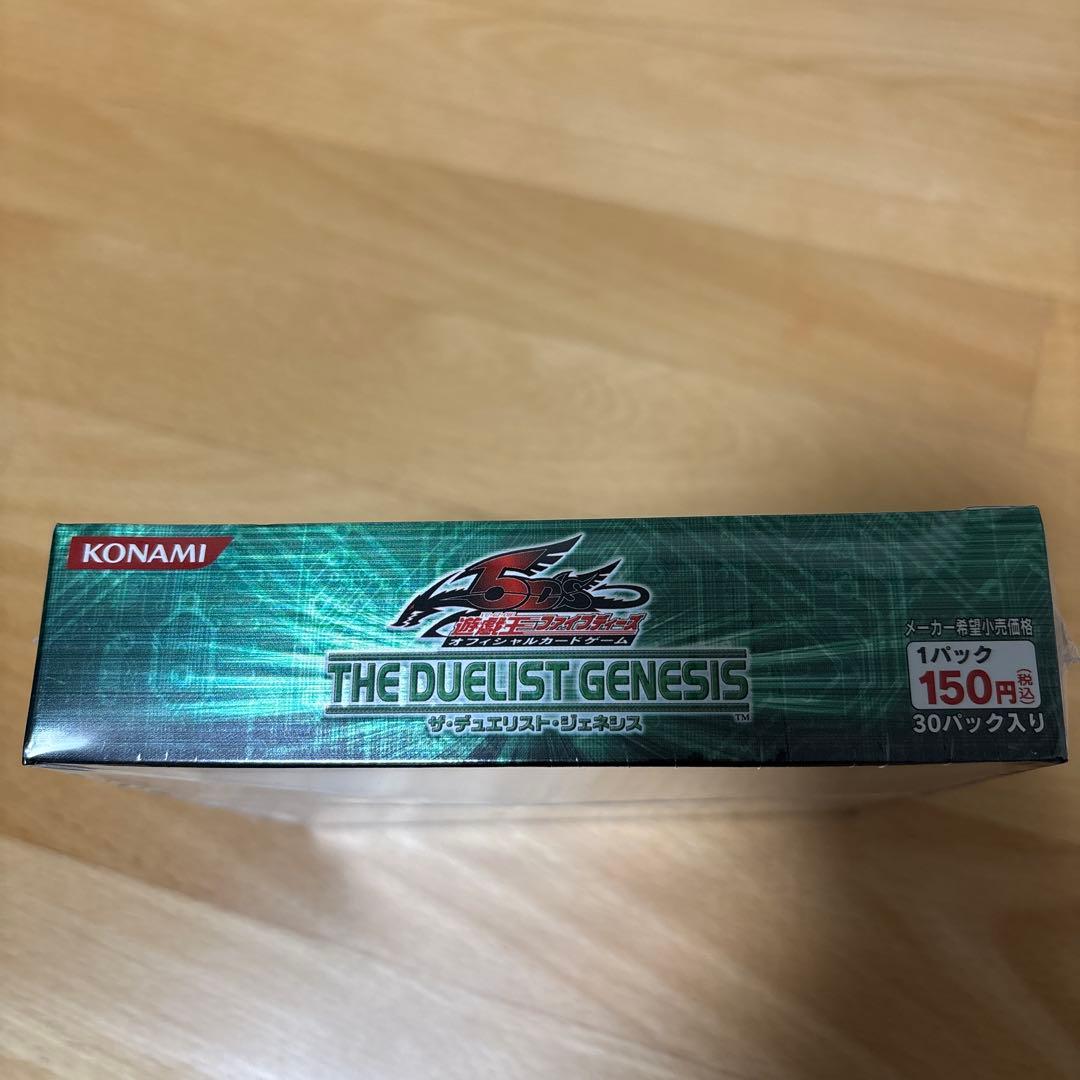 KONAMI
5D's
遊戯王ファイブディーズ
オフィシャルカードゲーム
THE DUELIST GENESIS
TM
ザ・デュエリスト・ジェネシス
メーカー希望小売価格
1パック
150円(税込)
30パック入り